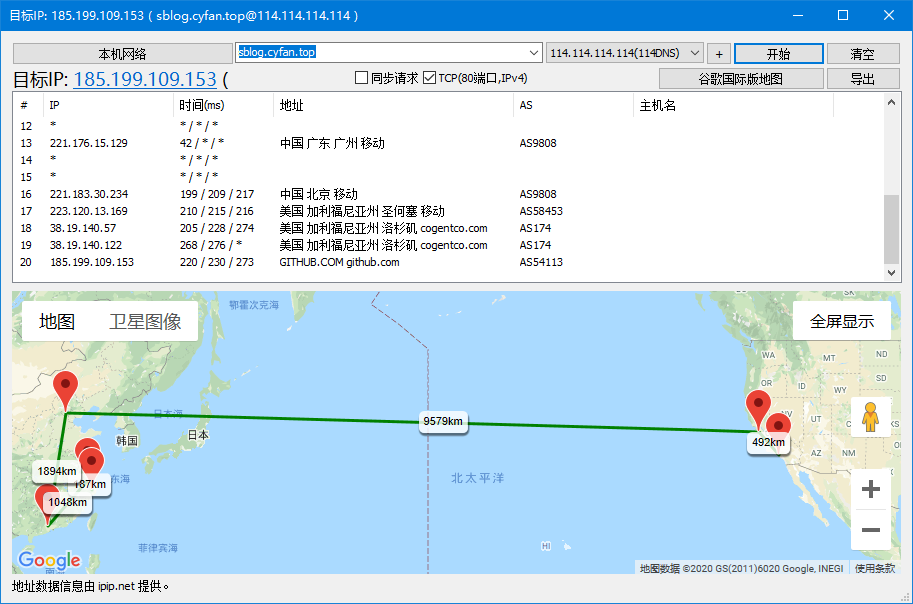 目标IP: 185.199.109.153 ( sblog.cyfan.top@114.114.114.114 )
本机网络 sblog.cyfan.top 114.114.114.114(114DNS) + 开始 清空
目标IP: 185.199.109.153 ( 同步请求 TCP(80端口,IPv4) 谷歌国际版地图 导出
# IP 时间(ms) 地址 AS 主机名
12 * * / * / *
13 221.176.15.129 42 / * / * 中国 广东 广州 移动 AS9808
14 * * / * / *
15 * * / * / *
16 221.183.30.234 199 / 209 / 217 中国 北京 移动 AS9808
17 223.120.13.169 210 / 215 / 216 美国 加利福尼亚州 圣何塞 移动 AS58453
18 38.19.140.57 205 / 228 / 274 美国 加利福尼亚州 洛杉矶 cogentco.com AS174
19 38.19.140.122 268 / 276 / * 美国 加利福尼亚州 洛杉矶 cogentco.com AS174
20 185.199.109.153 220 / 230 / 273 GITHUB.COM github.com AS54113
鄂霍次克海 SK
地图 卫星图像 全屏显示
WA MT ND
OR ID WY SD
日本海 9579km NV UT
韩国 日本 492km AZ NM
1894km 187km 东海 北太平洋
1048km
菲律宾海 HI
Google 地图数据 ©2020 GS(2011)6020 Google, INEGI 使用条款
地址数据信息由 ipip.net 提供。